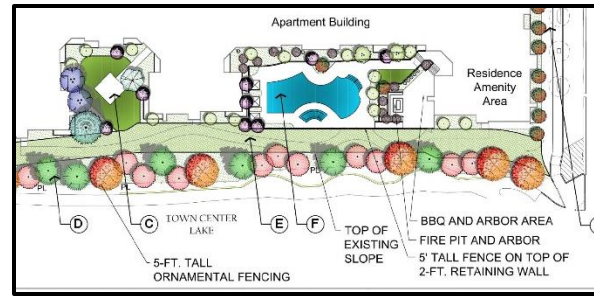 Apartment Building
Residence
Amenity
Area
PL
PL
PL
D
C
E
F
TOWN CENTER
LAKE
5-FT. TALL
ORNAMENTAL FENCING
TOP OF
EXISTING
SLOPE
BBQ AND ARBOR AREA
FIRE PIT AND ARBOR
5' TALL FENCE ON TOP OF
2-FT. RETAINING WALL